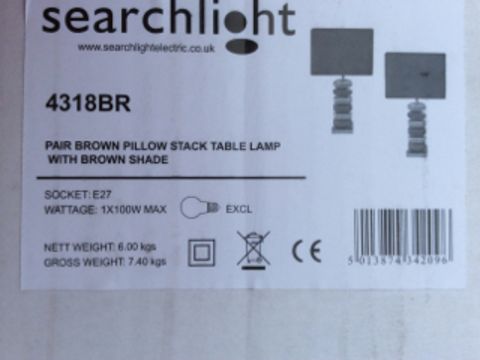 searchlight
www.searchlightelectric.co.uk
4318BR
PAIR BROWN PILLOW STACK TABLE LAMP
WITH BROWN SHADE
SOCKET: E27
WATTAGE: 1X100W MAX EXCL
NETT WEIGHT: 6.00 kgs
GROSS WEIGHT: 7.40 kgs
CE
5 013874 342096